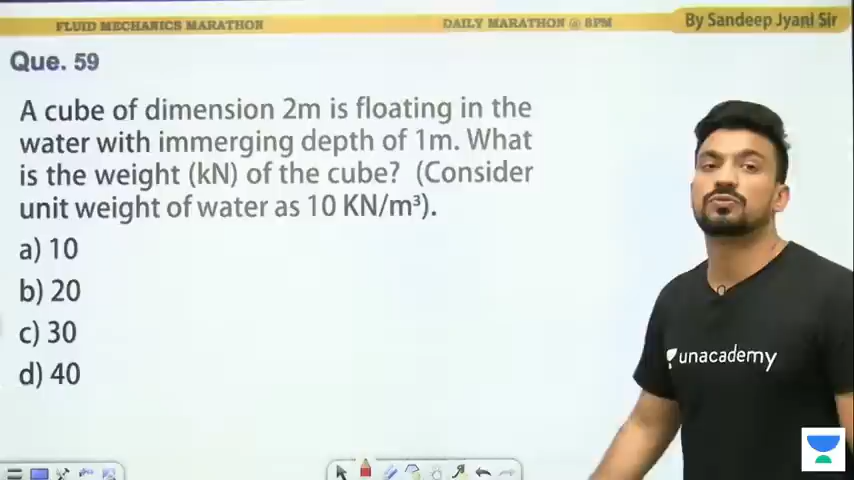 FLUID MECHANICS MARATHON
DAILY MARATHON @ 8PM
By Sandeep Jyani Sir
Que. 59
A cube of dimension 2m is floating in the
water with immerging depth of 1m. What
is the weight (kN) of the cube? (Consider
unit weight of water as 10 KN/m³).
a) 10
b) 20
c) 30
d) 40
unacademy